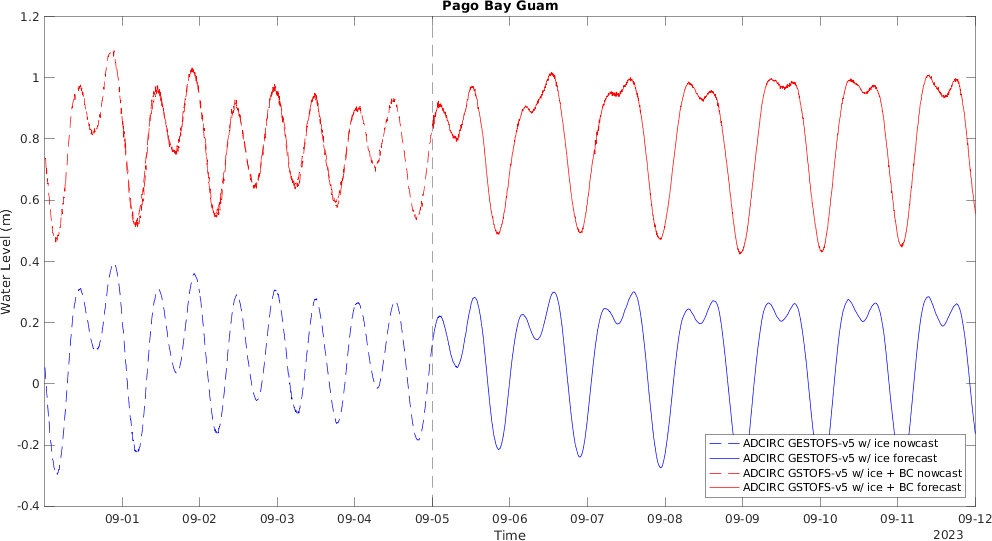 Pago Bay Guam
1.2
1
0.8
0.6
0.4
0.2
0
-0.2
-0.4
Water Level (m)
ADCIRC GESTOFS-v5 w/ ice nowcast
ADCIRC GESTOFS-v5 w/ ice forecast
ADCIRC GSTOFS-v5 w/ ice + BC nowcast
ADCIRC GSTOFS-v5 w/ ice + BC forecast
09-01 09-02 09-03 09-04 09-05 09-06 09-07 09-08 09-09 09-10 09-11 09-12
Time
2023